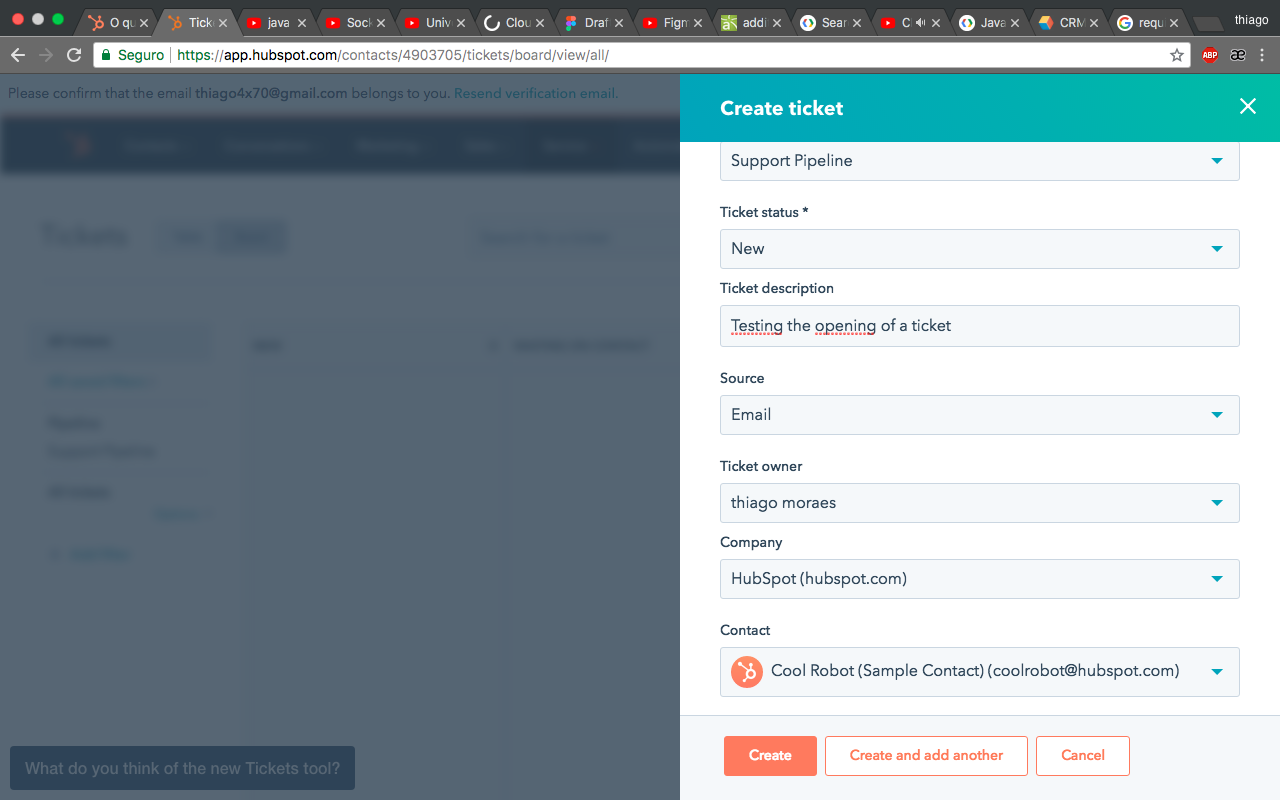 O qu
Ticke
java
Sock
Univ
Clou
Draf
Figm
addi
Sear
C
Java
CRM
requ
thiago
Seguro https://app.hubspot.com/contacts/4903705/tickets/board/view/all/
ABP
æ
Please confirm that the email thiago4x70@gmail.com belongs to you. Resend verification email.
Create ticket
Support Pipeline
Tickets
Ticket status *
New
Ticket description
Testing the opening of a ticket
Source
Email
Ticket owner
thiago moraes
Company
HubSpot (hubspot.com)
Contact
Cool Robot (Sample Contact) (coolrobot@hubspot.com)
Create
Create and add another
Cancel
What do you think of the new Tickets tool?